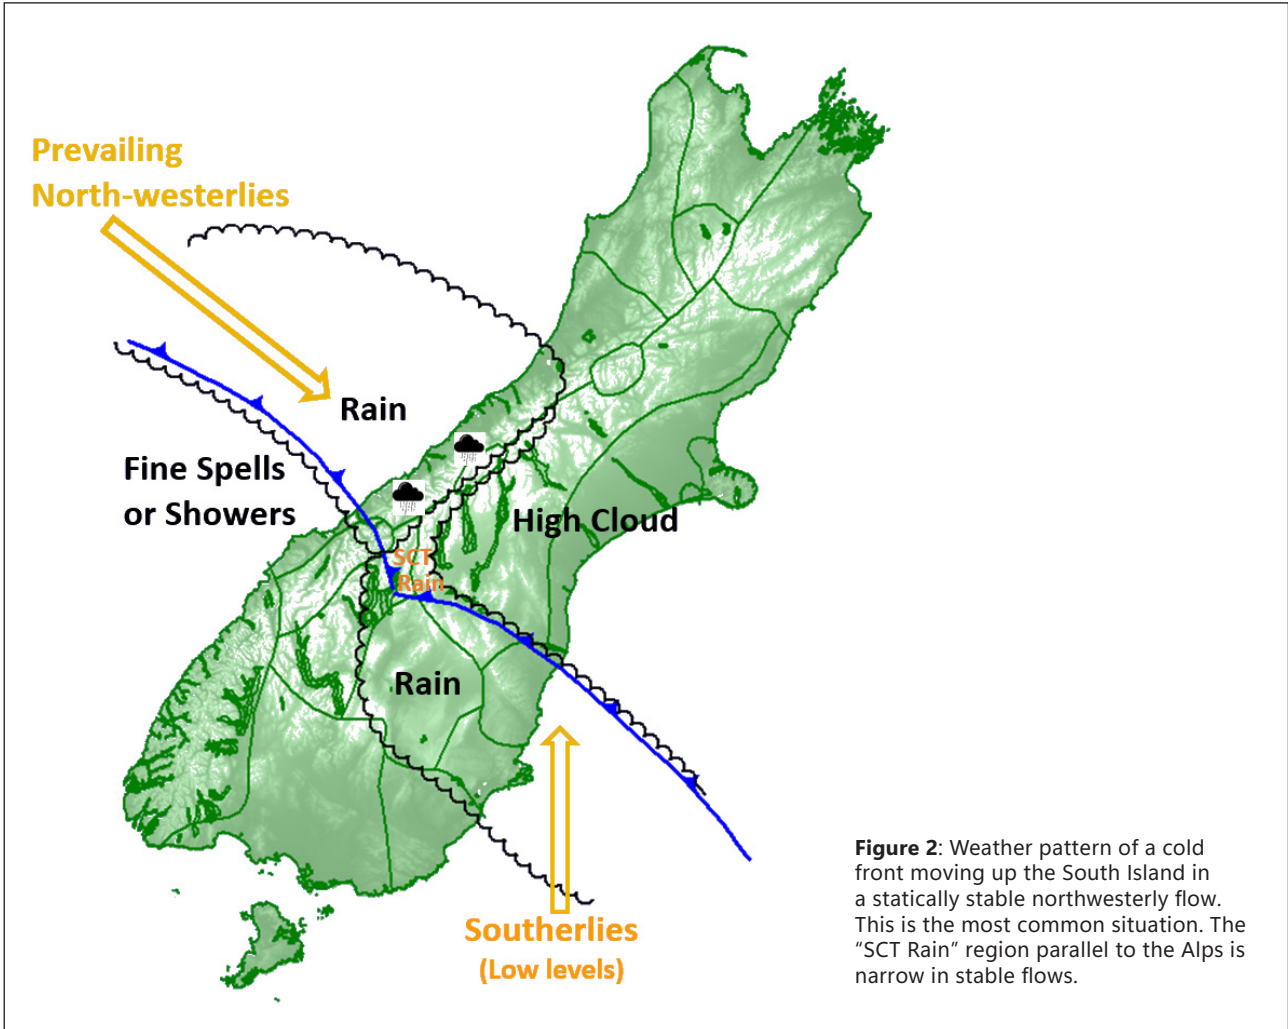 Prevailing
North-westerlies
Rain
Fine Spells
or Showers
High Cloud
SCT
Rain
Rain
Southerlies
(Low levels)
Figure 2: Weather pattern of a cold
front moving up the South Island in
a statically stable northwesterly flow.
This is the most common situation. The
“SCT Rain” region parallel to the Alps is
narrow in stable flows.